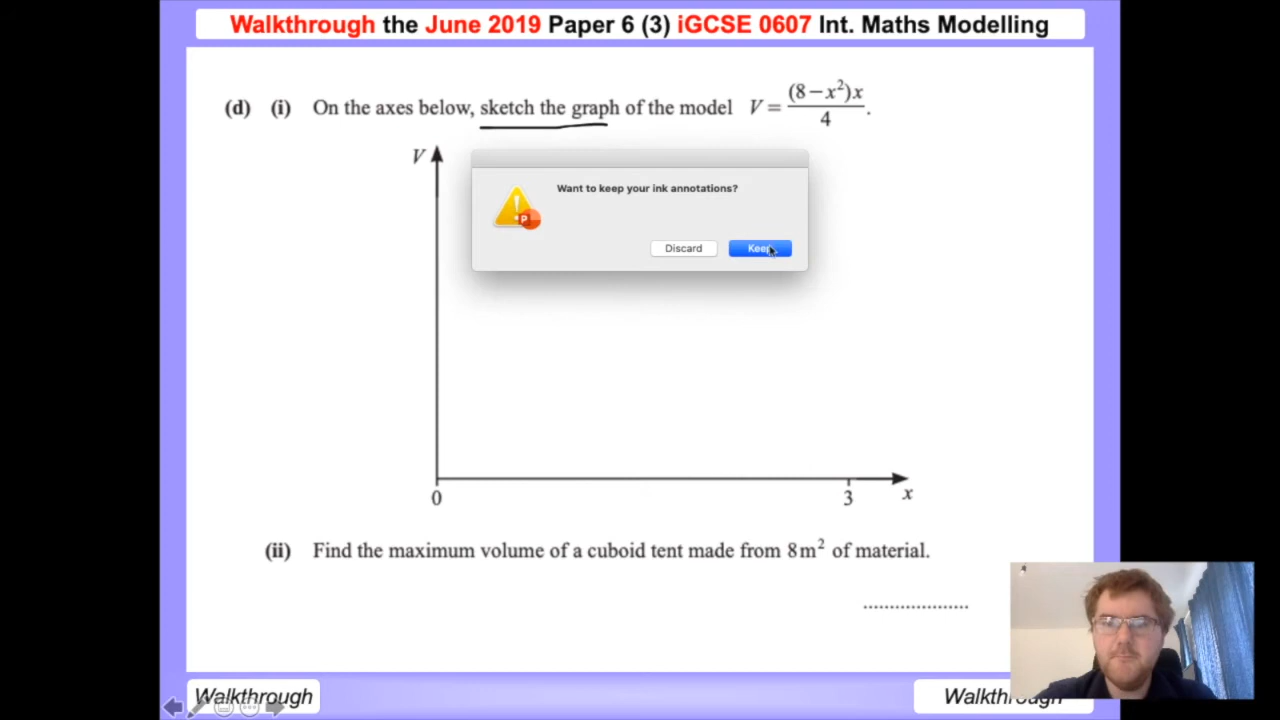 Walkthrough the June 2019 Paper 6 (3) iGCSE 0607 Int. Maths Modelling
(d) (i) On the axes below, sketch the graph of the model V = (8 − x²)x / 4 .
V
Want to keep your ink annotations?
Discard Keep
0 3 x
(ii) Find the maximum volume of a cuboid tent made from 8 m² of material.
....................
Walkthrough Walkthrough